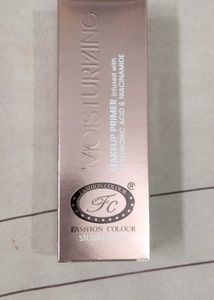 MOISTURIZING
MAKEUP PRIMER infused with
HYALURONIC ACID & NIACINAMIDE
FASHION COLOUR
FC
®
FASHION COLOUR